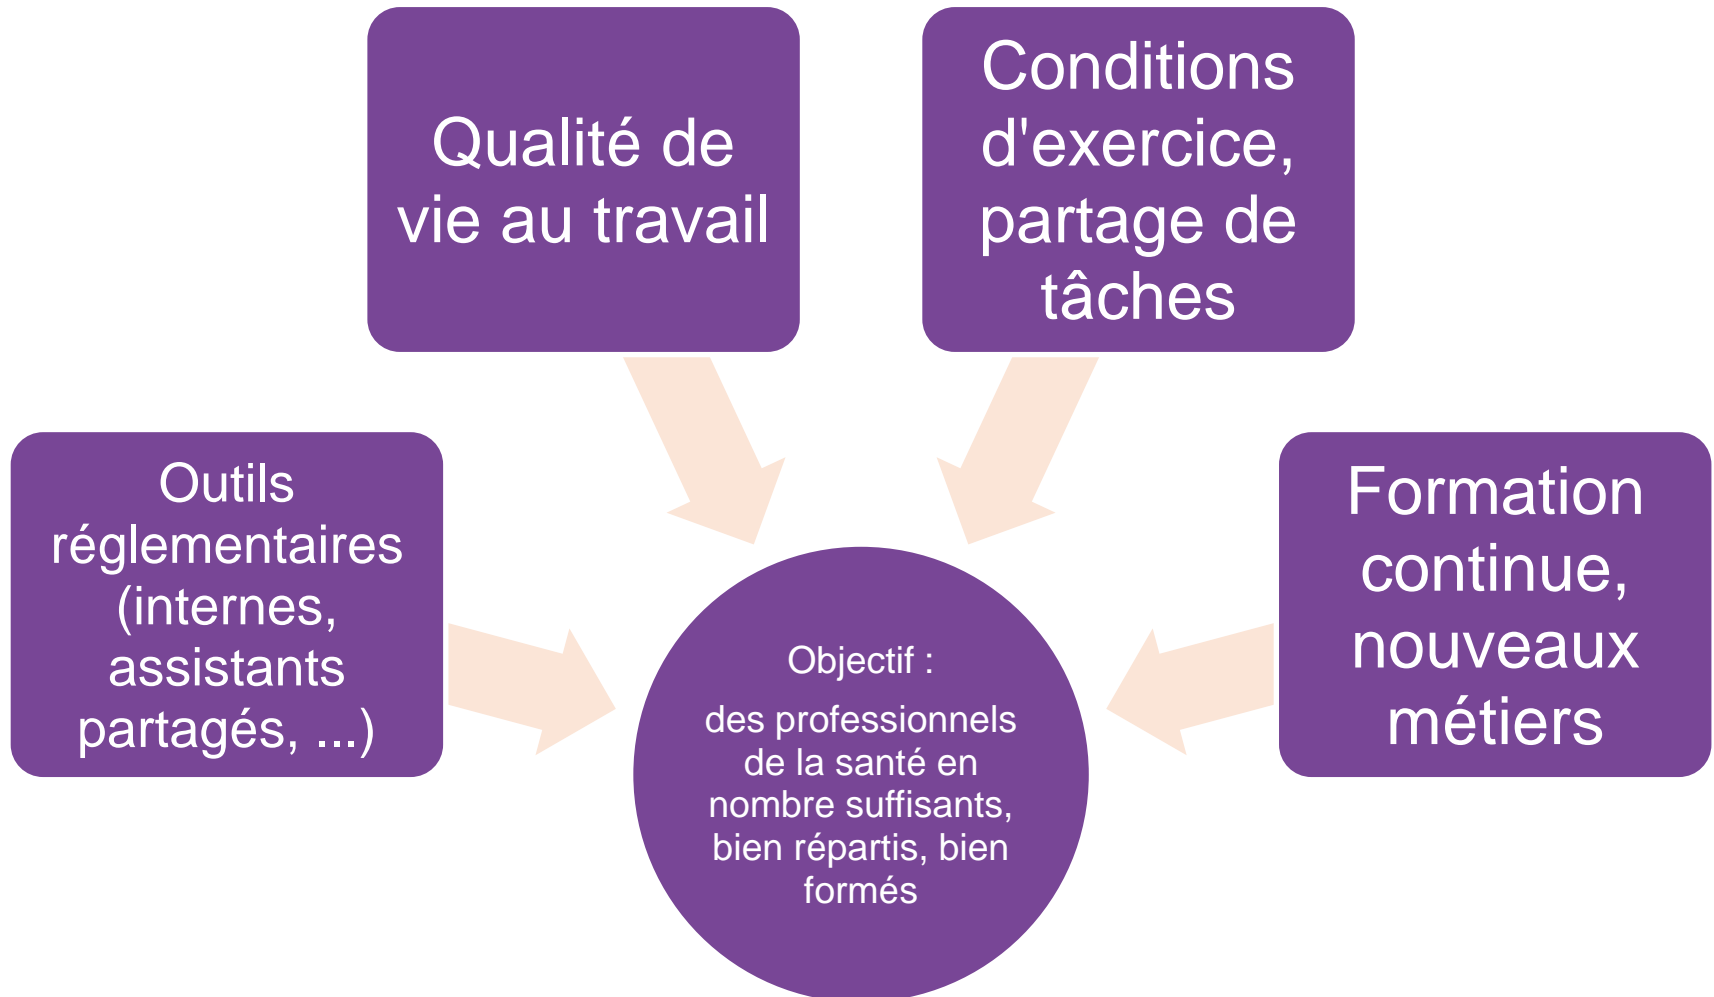 Qualité de
vie au travail
Conditions
d'exercice,
partage de
tâches
Outils
réglementaires
(internes,
assistants
partagés, ...)
Formation
continue,
nouveaux
métiers
Objectif :
des professionnels
de la santé en
nombre suffisants,
bien répartis, bien
formés